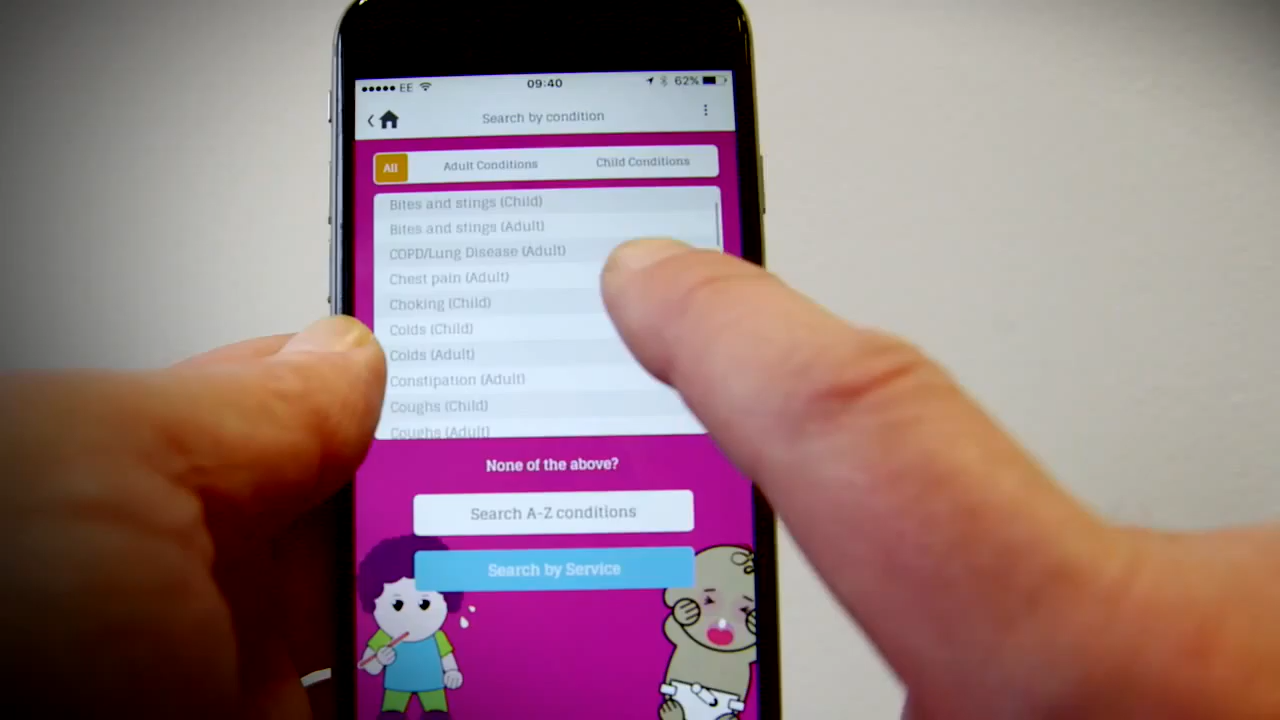 EE 09:40 62%
Search by condition
All Adult Conditions Child Conditions
Bites and stings (Child)
Bites and stings (Adult)
COPD/Lung Disease (Adult)
Chest pain (Adult)
Choking (Child)
Colds (Child)
Colds (Adult)
Constipation (Adult)
Coughs (Child)
Coughs (Adult)
None of the above?
Search A-Z conditions
Search by Service